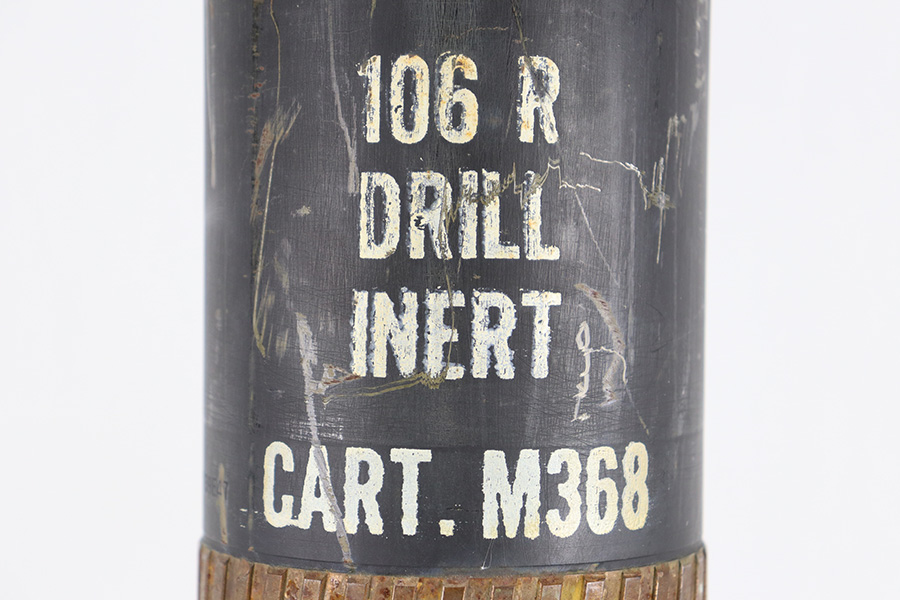 106 R
DRILL
INERT
CART. M368